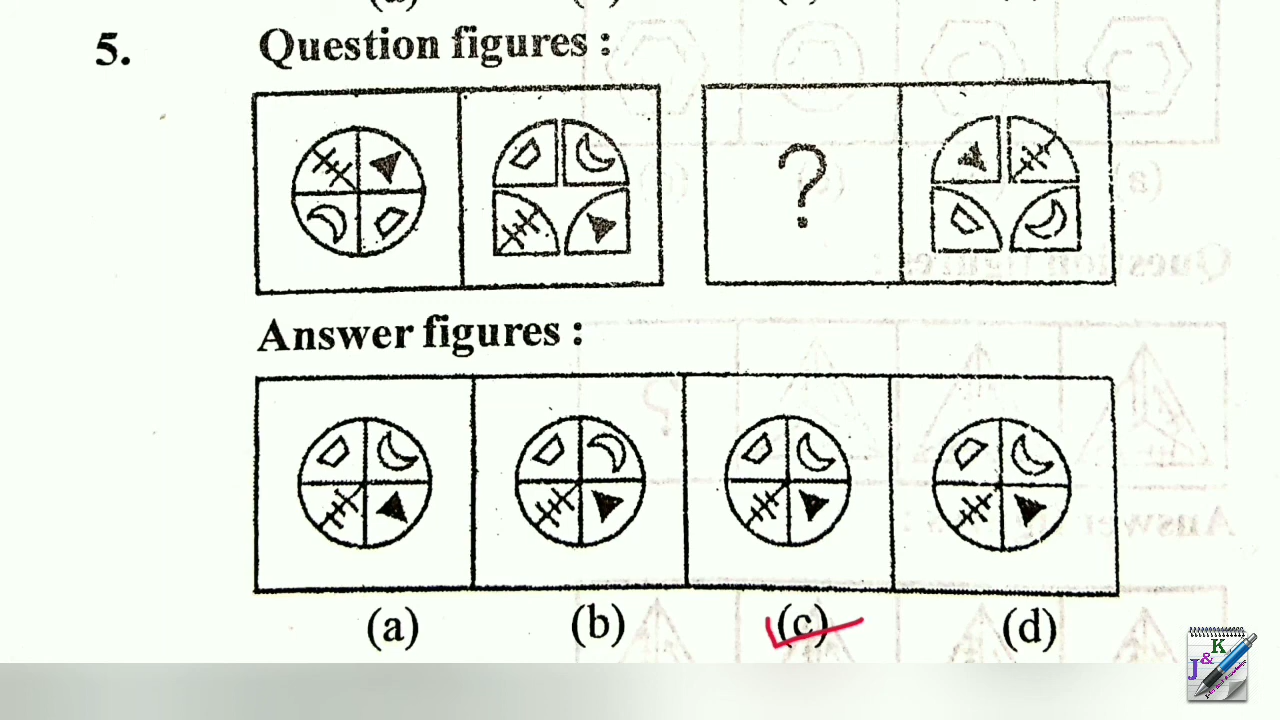 5. Question figures :
?
Answer figures :
(a) (b) (c) (d)
J&K